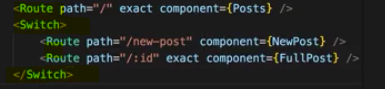 <Route path="/" exact component={Posts} />
<Switch>
<Route path="/new-post" component={NewPost} />
<Route path="/:id" exact component={FullPost} />
</Switch>